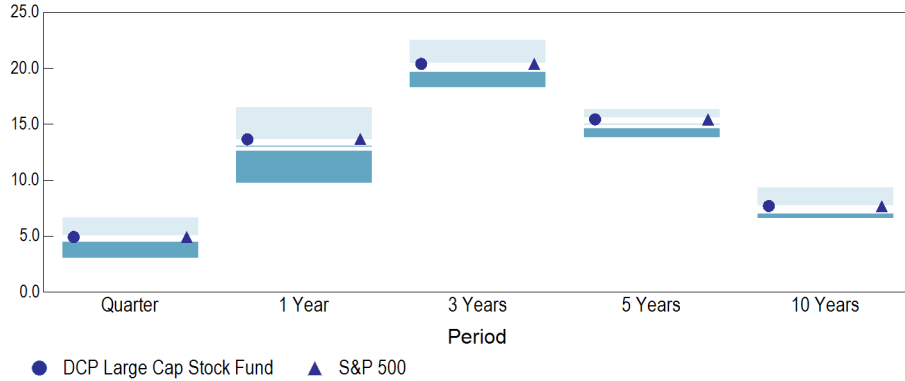 25.0
20.0
15.0
10.0
5.0
0.0
Quarter 1 Year 3 Years 5 Years 10 Years
Period
DCP Large Cap Stock Fund S&P 500